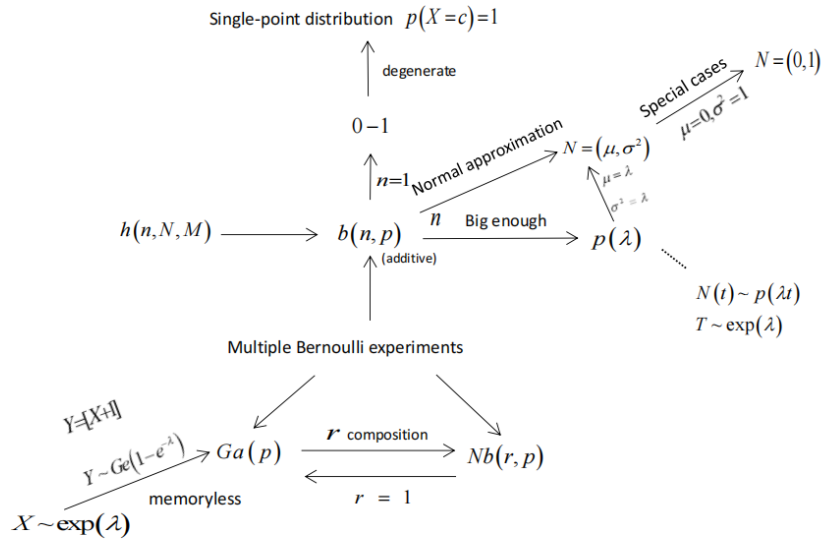 Single-point distribution p(X=c)=1
degenerate
0−1
n=1
Normal approximation
N=(μ,σ²)
Special cases
μ=0,σ²=1
N=(0,1)
μ=λ
σ²=λ
h(n,N,M)
b(n,p)
(additive)
n Big enough
p(λ)
N(t)~p(λt)
T~exp(λ)
Multiple Bernoulli experiments
Y=[X+1]
Y~Ge(1−e^-λ)
Ga(p)
r composition
Nb(r,p)
memoryless
r = 1
X~exp(λ)